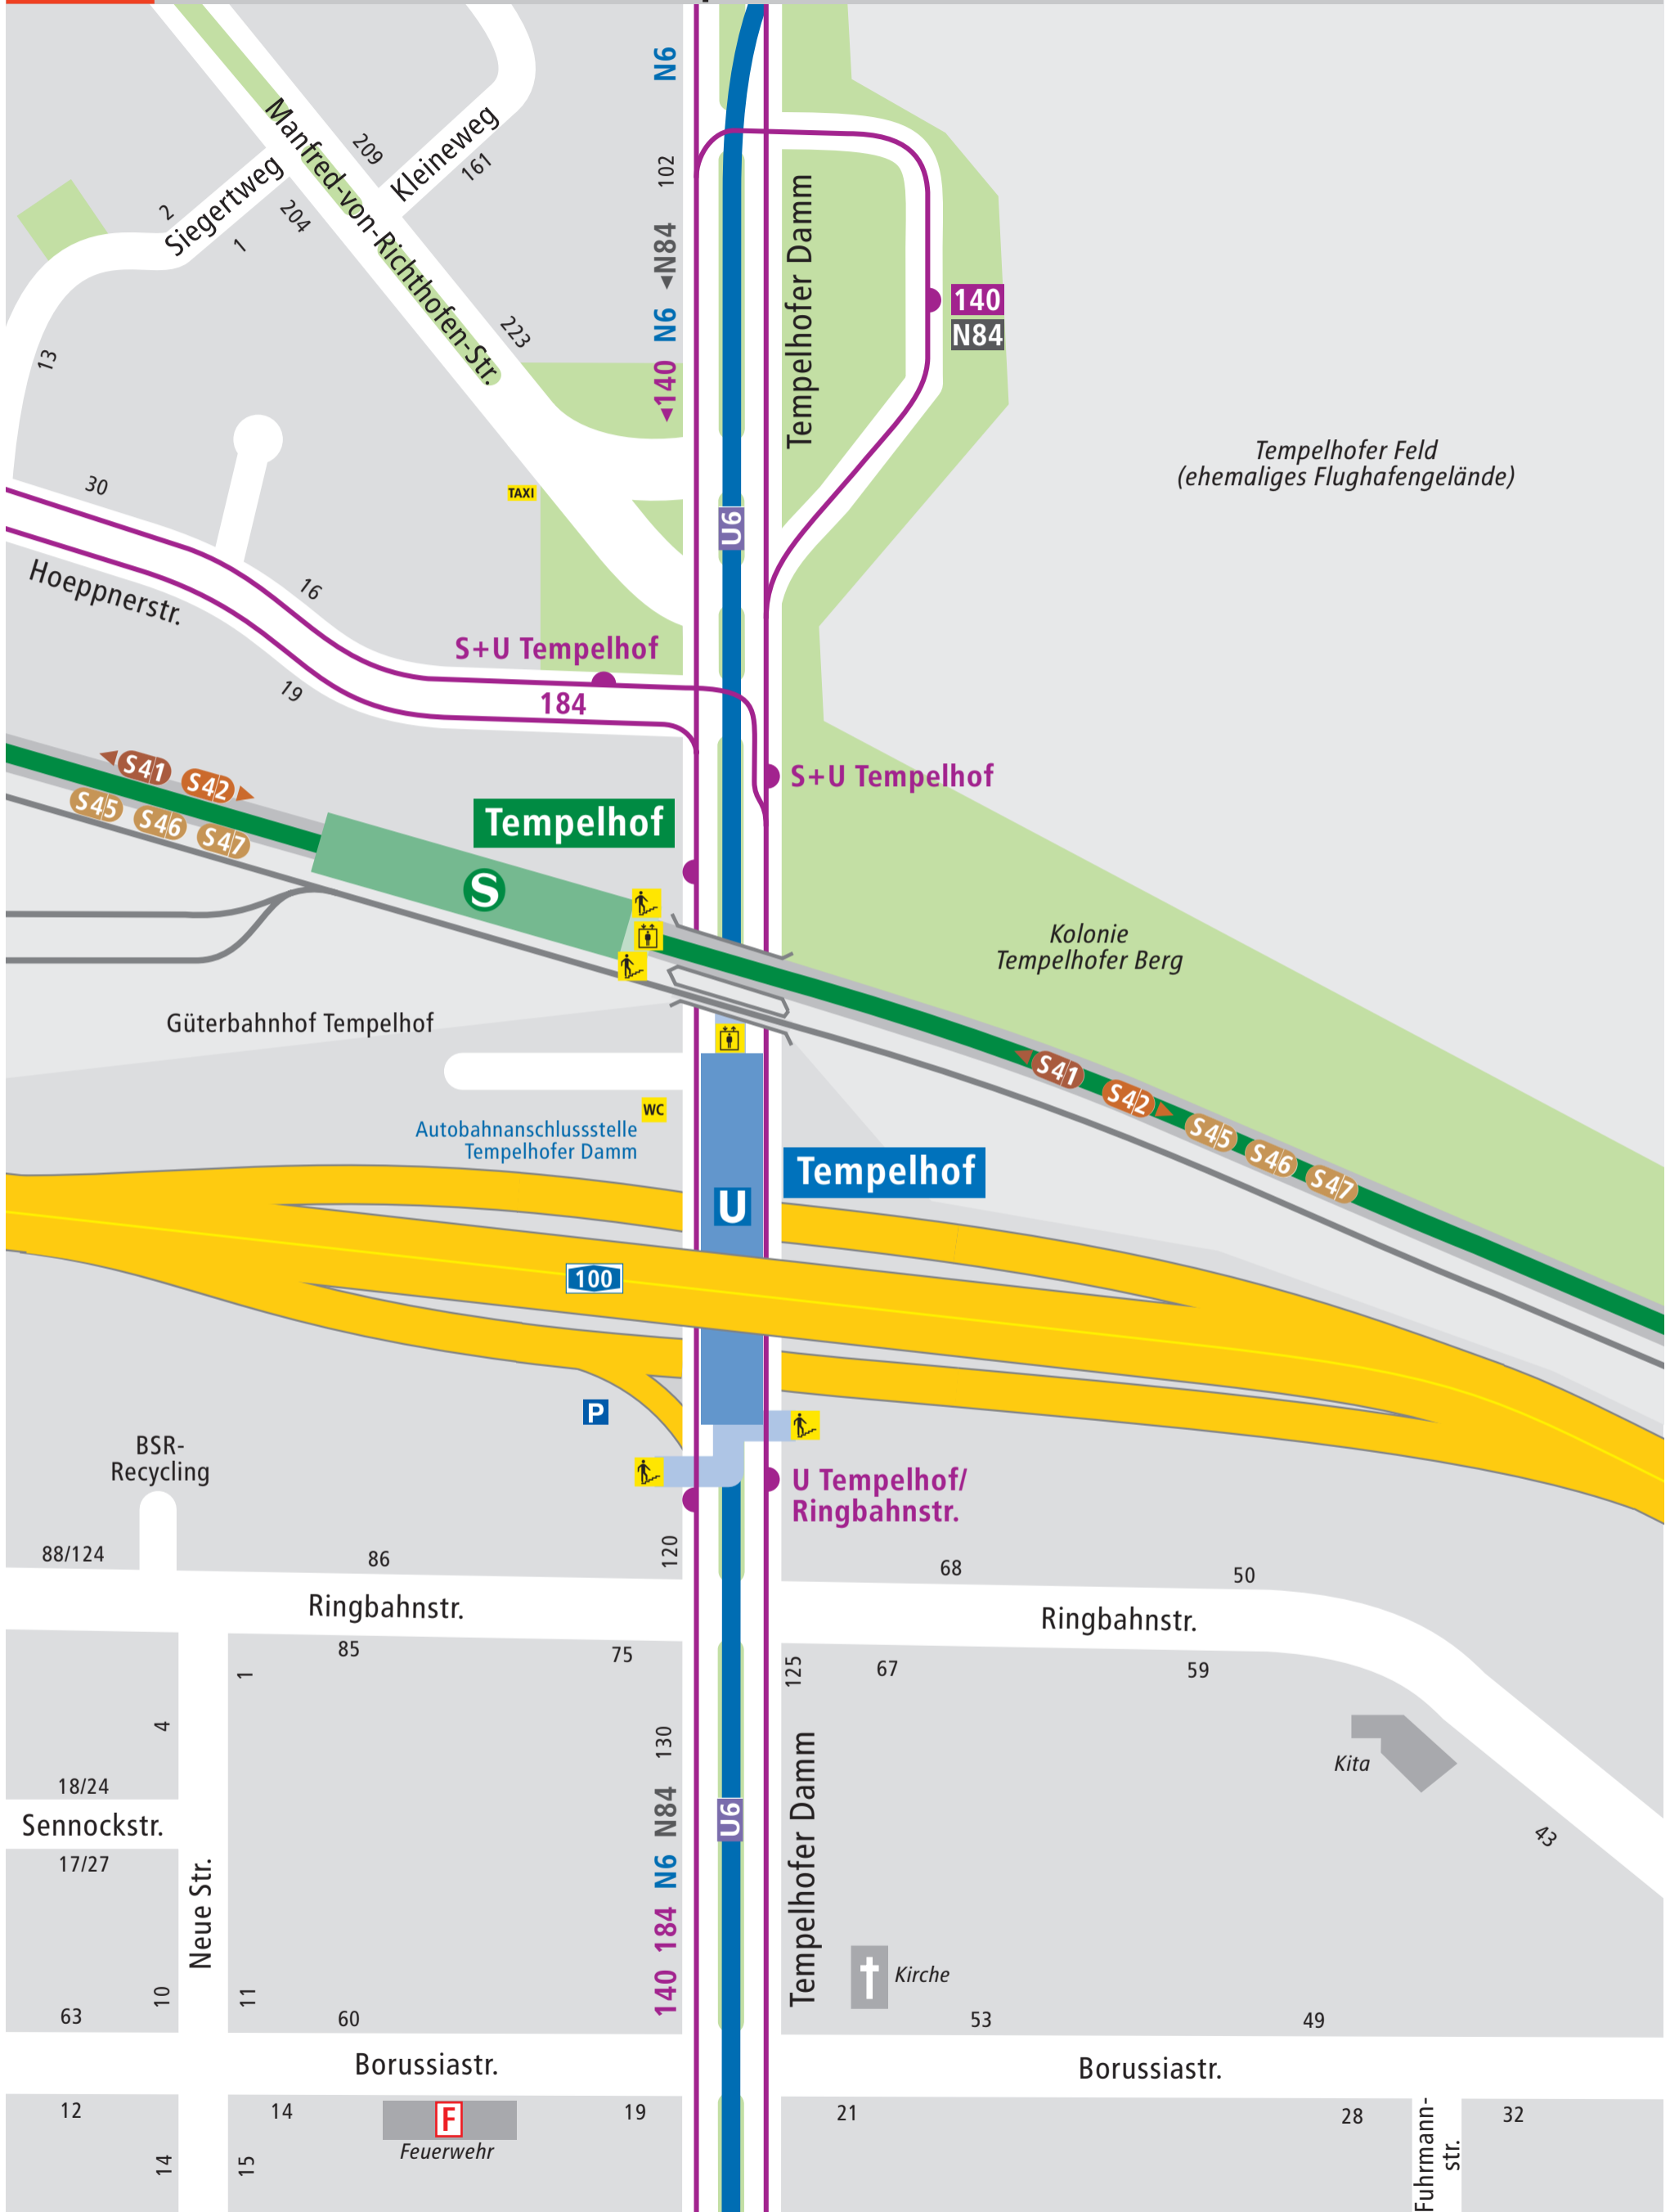 N6
Manfred-von-Richthofen-Str.
209
Kleineweg
161
2
Siegertweg
1
204
102
◄N84
N6
◄140
Tempelhofer Damm
140
N84
13
223
Tempelhofer Feld
(ehemaliges Flughafengelände)
30
TAXI
U6
Hoeppnerstr.
16
S+U Tempelhof
19
184
S41
S42
S45
S46
S47
S+U Tempelhof
Tempelhof
S
Kolonie
Tempelhofer Berg
Güterbahnhof Tempelhof
S41
S42
S45
S46
S47
WC
Autobahnanschlussstelle
Tempelhofer Damm
Tempelhof
U
100
P
BSR-
Recycling
U Tempelhof/
Ringbahnstr.
88/124
86
120
68
50
Ringbahnstr.
Ringbahnstr.
85
75
1
125
67
59
4
130
Kita
18/24
Sennockstr.
17/27
N84
N6
184
140
U6
Tempelhofer Damm
43
Neue Str.
Kirche
10
11
63
60
53
49
Borussiastr.
Borussiastr.
12
14
F
Feuerwehr
19
21
28
32
14
15
Fuhrmann-
str.